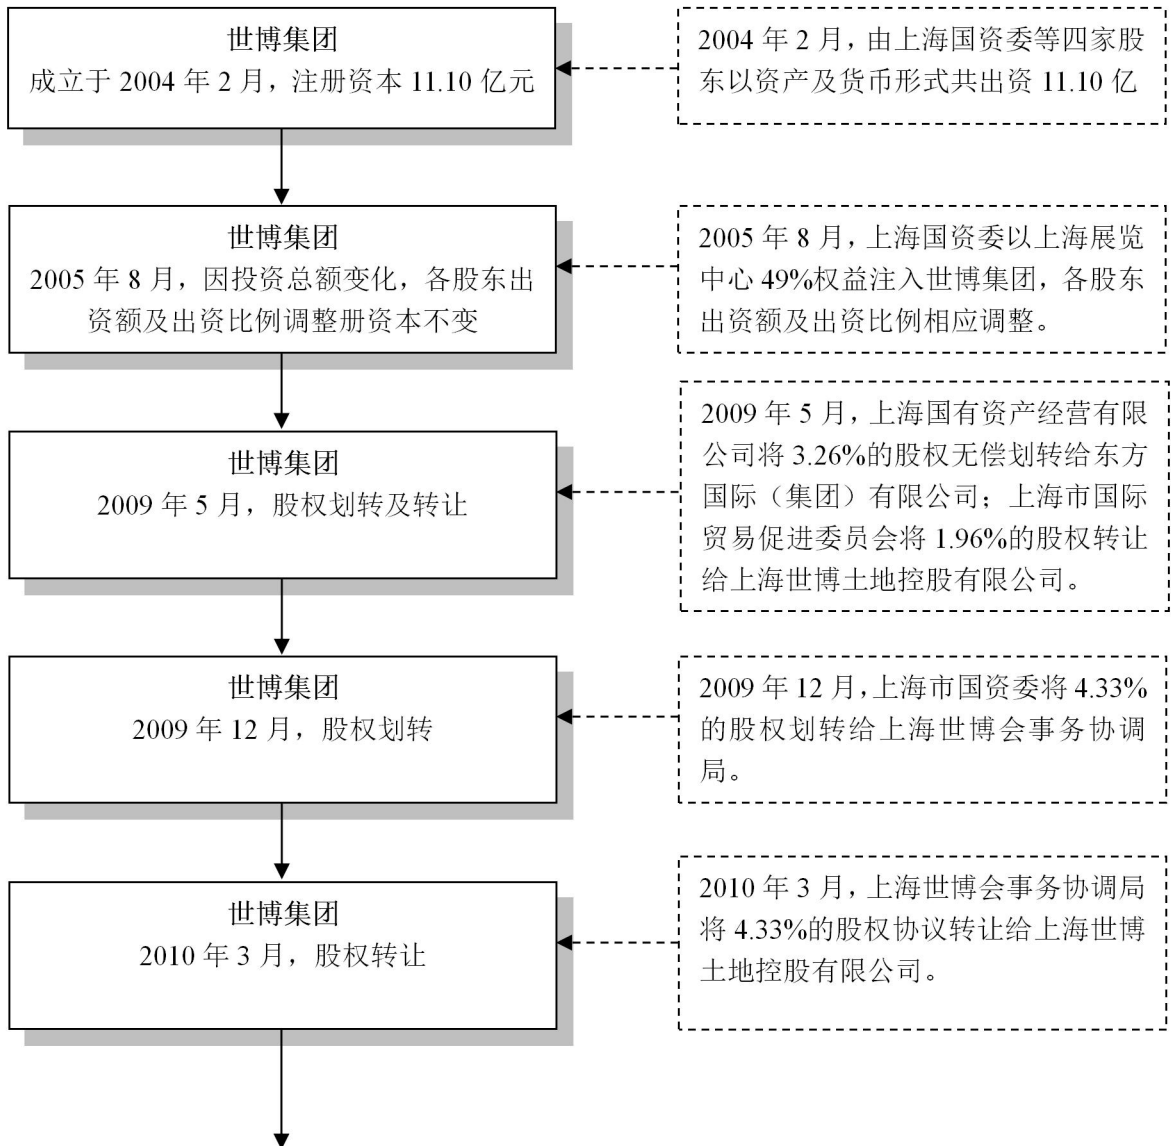 世博集团
成立于 2004 年 2 月，注册资本 11.10 亿元
2004 年 2 月，由上海国资委等四家股
东以资产及货币形式共出资 11.10 亿
世博集团
2005 年 8 月，因投资总额变化，各股东出
资额及出资比例调整册资本不变
2005 年 8 月，上海国资委以上海展览
中心 49%权益注入世博集团，各股东
出资额及出资比例相应调整。
世博集团
2009 年 5 月，股权划转及转让
2009 年 5 月，上海国有资产经营有限
公司将 3.26%的股权无偿划转给东方
国际（集团）有限公司；上海市国际
贸易促进委员会将 1.96%的股权转让
给上海世博土地控股有限公司。
世博集团
2009 年 12 月，股权划转
2009 年 12 月，上海市国资委将 4.33%
的股权划转给上海世博会事务协调
局。
世博集团
2010 年 3 月，股权转让
2010 年 3 月，上海世博会事务协调局
将 4.33%的股权协议转让给上海世博
土地控股有限公司。